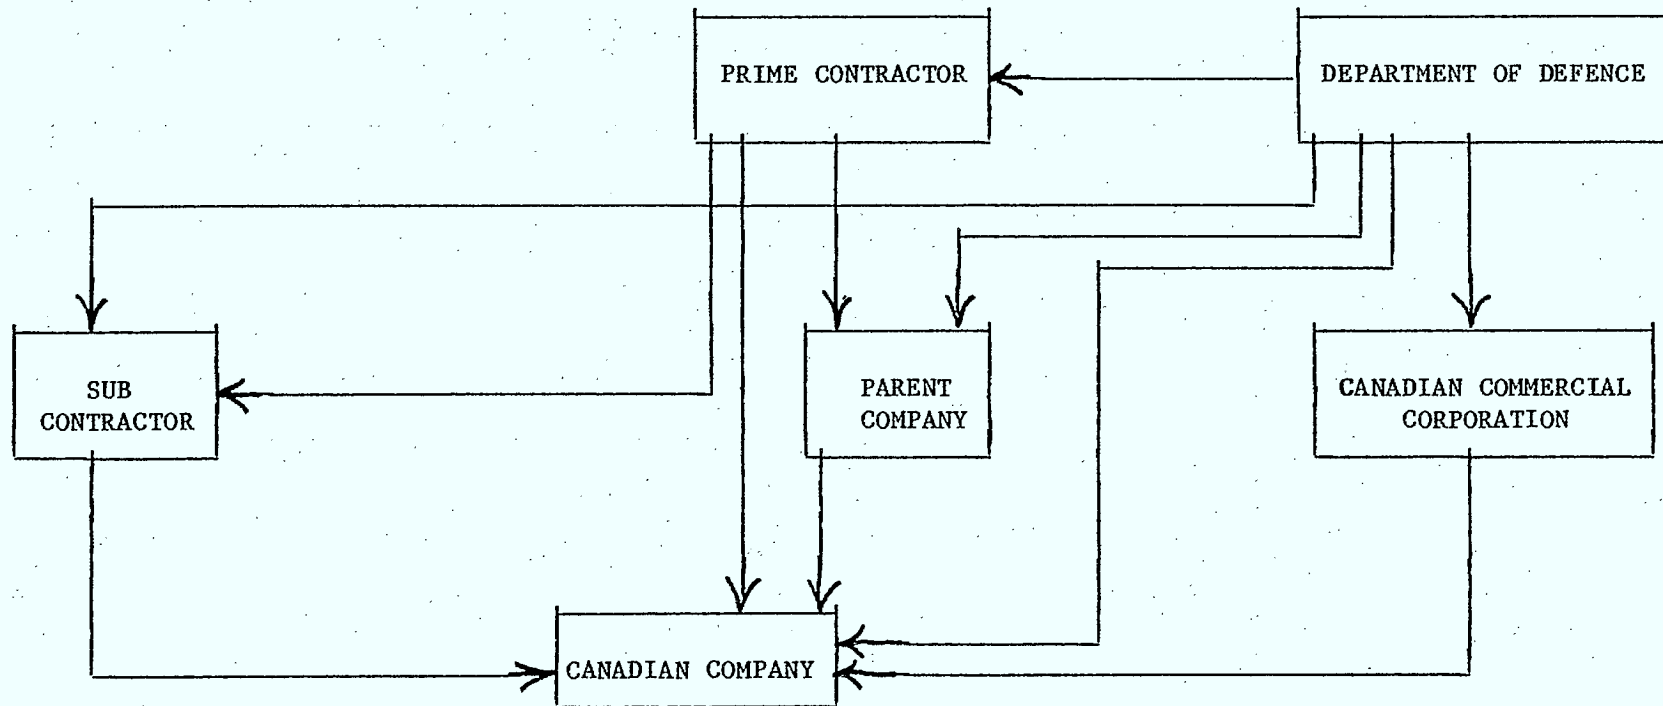 PRIME CONTRACTOR
DEPARTMENT OF DEFENCE
SUB
CONTRACTOR
PARENT
COMPANY
CANADIAN COMMERCIAL
CORPORATION
CANADIAN COMPANY